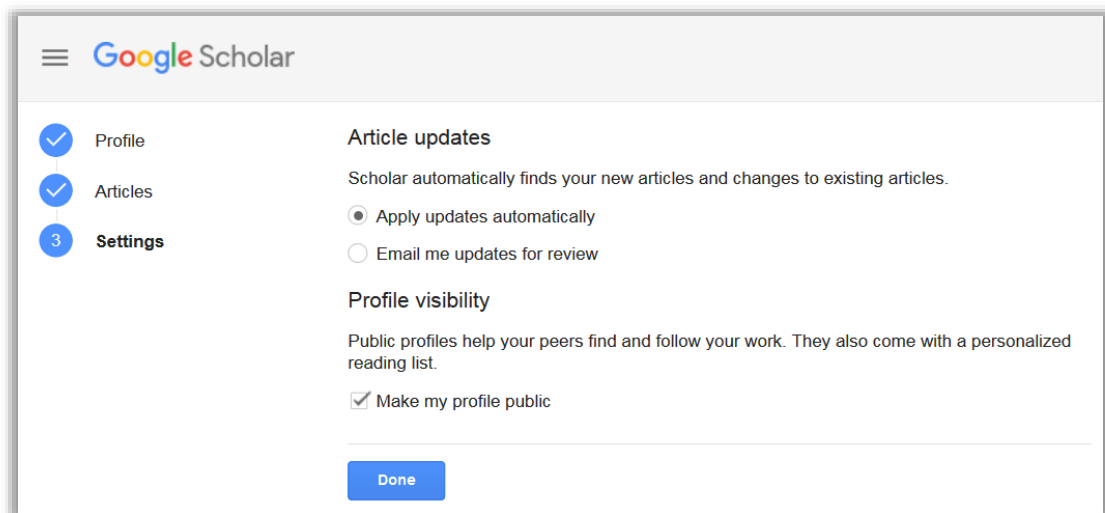 Google Scholar
Profile
Articles
3 Settings
Article updates
Scholar automatically finds your new articles and changes to existing articles.
Apply updates automatically
Email me updates for review
Profile visibility
Public profiles help your peers find and follow your work. They also come with a personalized
reading list.
Make my profile public
Done